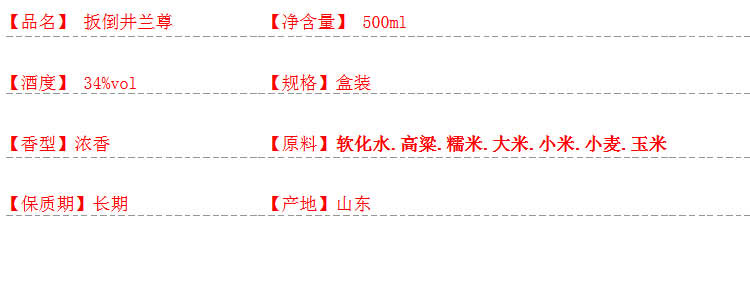 【品名】 扳倒井兰尊 【净含量】 500ml
【酒度】 34%vol 【规格】盒装
【香型】浓香 【原料】软化水.高粱.糯米.大米.小米.小麦.玉米
【保质期】长期 【产地】山东